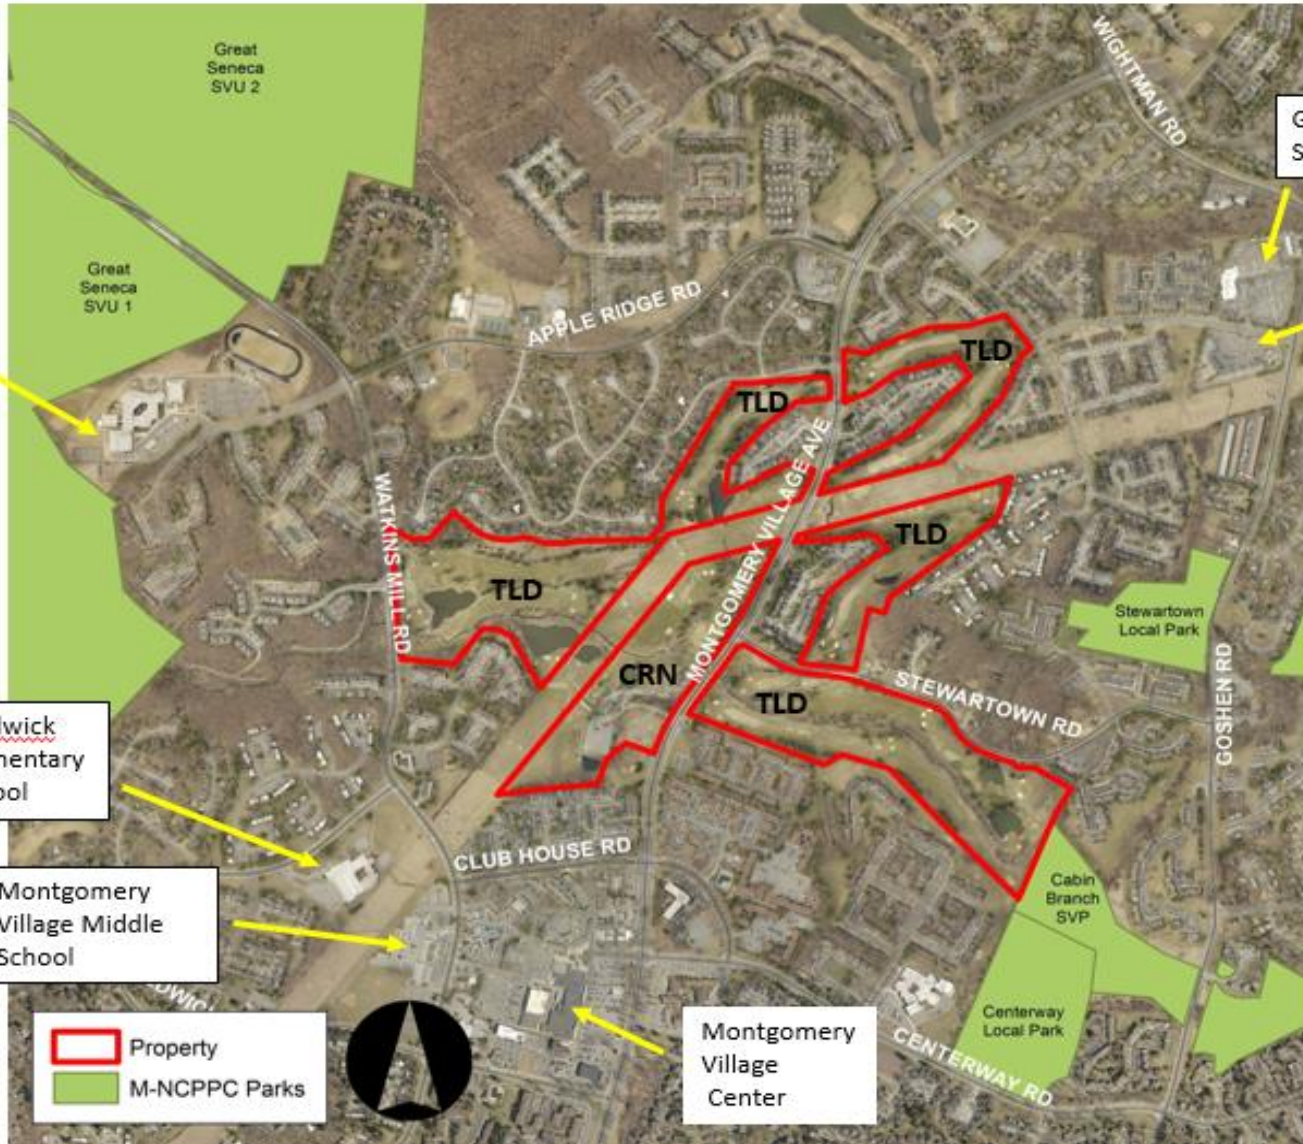 Great
Seneca
SVU 2
WIGHTMAN RD
G
S
Great
Seneca
SVU 1
APPLE RIDGE RD
TLD
TLD
MONTGOMERY VILLAGE AVE
WATKINS MILL RD
TLD
TLD
Stewartown
Local Park
CRN
TLD
STEWARTOWN RD
GOSHEN RD
wick
mentary
ool
CLUB HOUSE RD
Montgomery
Village Middle
School
Cabin
Branch
SVP
Centerway
Local Park
CENTERWAY RD
Montgomery
Village
Center
Property
M-NCPPC Parks